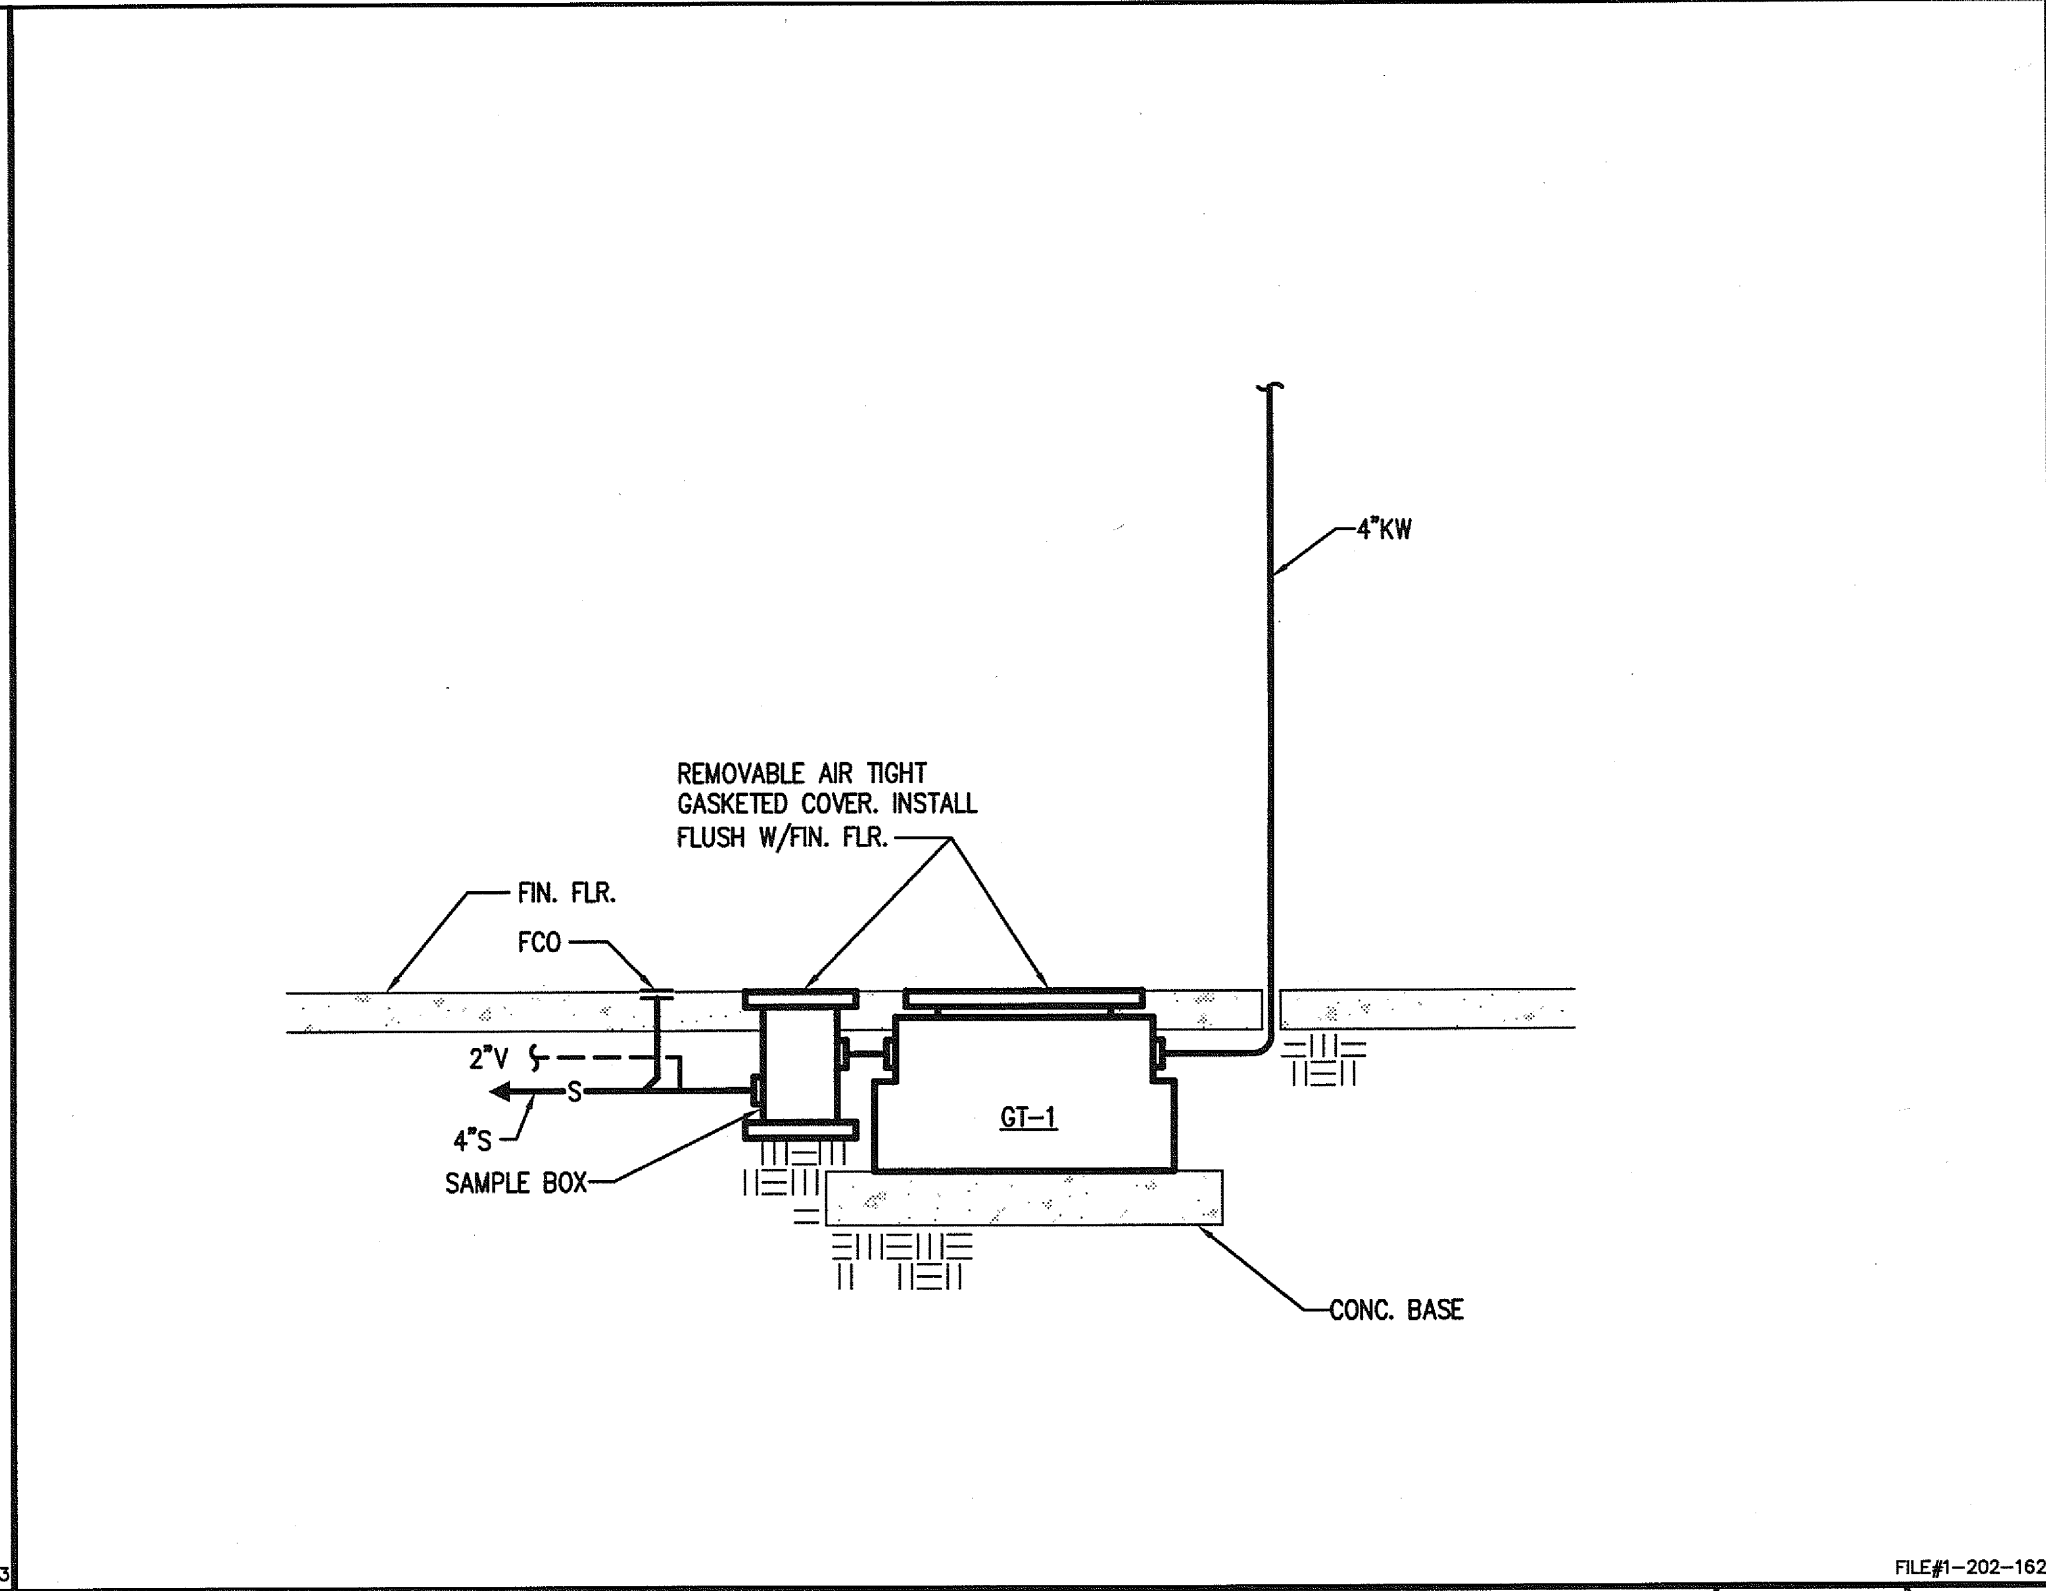 4"KW
REMOVABLE AIR TIGHT
GASKETED COVER. INSTALL
FLUSH W/FIN. FLR.
FIN. FLR.
FCO
2"V
S
4"S
GT-1
SAMPLE BOX
CONC. BASE
3
FILE#1-202-162